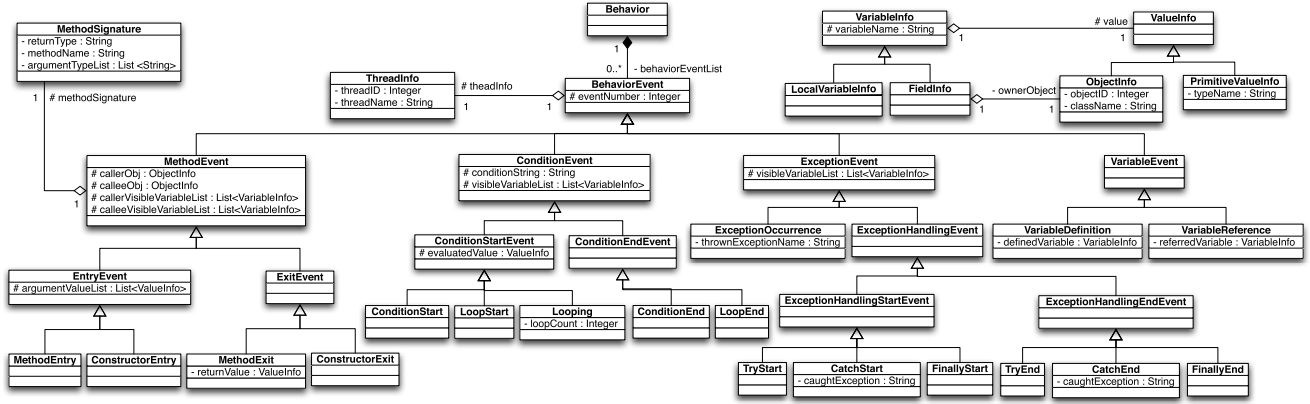 MethodSignature
- returnType : String
- methodName : String
- argumentTypeList : List <String>
1
# methodSignature
1
Behavior
1
0..*
- behaviorEventList
ThreadInfo
- threadID : Integer
- threadName : String
# theadInfo
1
1
BehaviorEvent
# eventNumber : Integer
VariableInfo
# variableName : String
1
# value
1
ValueInfo
LocalVariableInfo
FieldInfo
1
- ownerObject
1
ObjectInfo
- objectID : Integer
- className : String
PrimitiveValueInfo
- typeName : String
MethodEvent
# callerObj : ObjectInfo
# calleeObj : ObjectInfo
# callerVisibleVariableList : List<VariableInfo>
# calleeVisibleVariableList : List<VariableInfo>
ConditionEvent
# conditionString : String
# visibleVariableList : List<VariableInfo>
ExceptionEvent
# visibleVariableList : List<VariableInfo>
VariableEvent
ConditionStartEvent
# evaluatedValue : ValueInfo
ConditionEndEvent
ExceptionOccurrence
- thrownExceptionName : String
ExceptionHandlingEvent
VariableDefinition
- definedVariable : VariableInfo
VariableReference
- referredVariable : VariableInfo
EntryEvent
# argumentValueList : List<ValueInfo>
ExitEvent
ConditionStart
LoopStart
Looping
- loopCount : Integer
ConditionEnd
LoopEnd
ExceptionHandlingStartEvent
ExceptionHandlingEndEvent
MethodEntry
ConstructorEntry
MethodExit
- returnValue : ValueInfo
ConstructorExit
TryStart
CatchStart
- caughtException : String
FinallyStart
TryEnd
CatchEnd
- caughtException : String
FinallyEnd